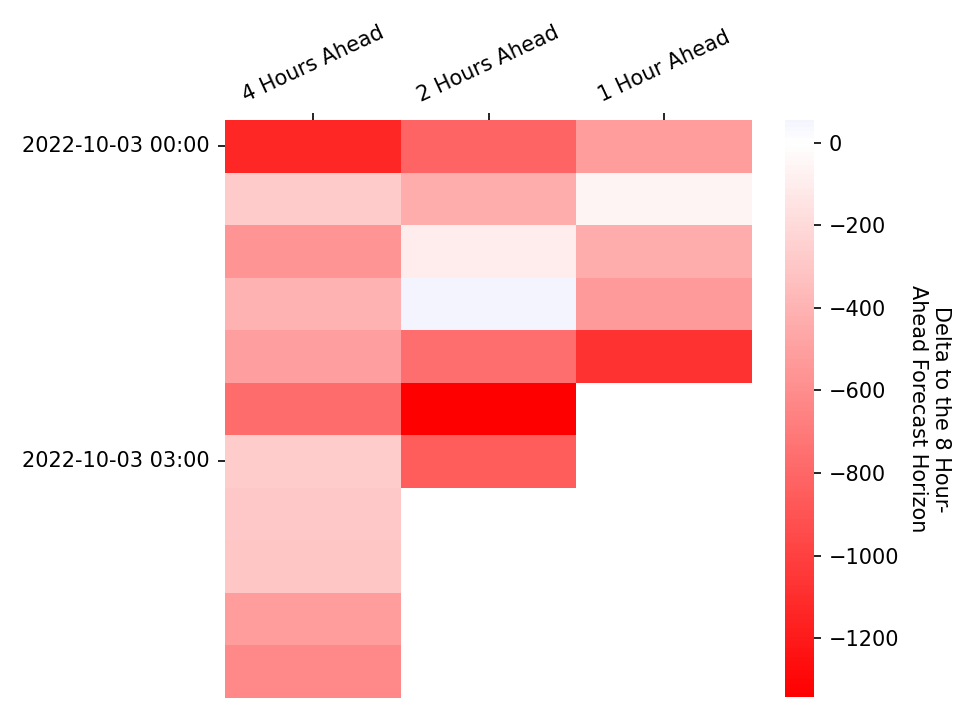 4 Hours Ahead
2 Hours Ahead
1 Hour Ahead
2022-10-03 00:00
2022-10-03 03:00
0
−200
−400
−600
−800
−1000
−1200
Delta to the 8 Hour-
Ahead Forecast Horizon